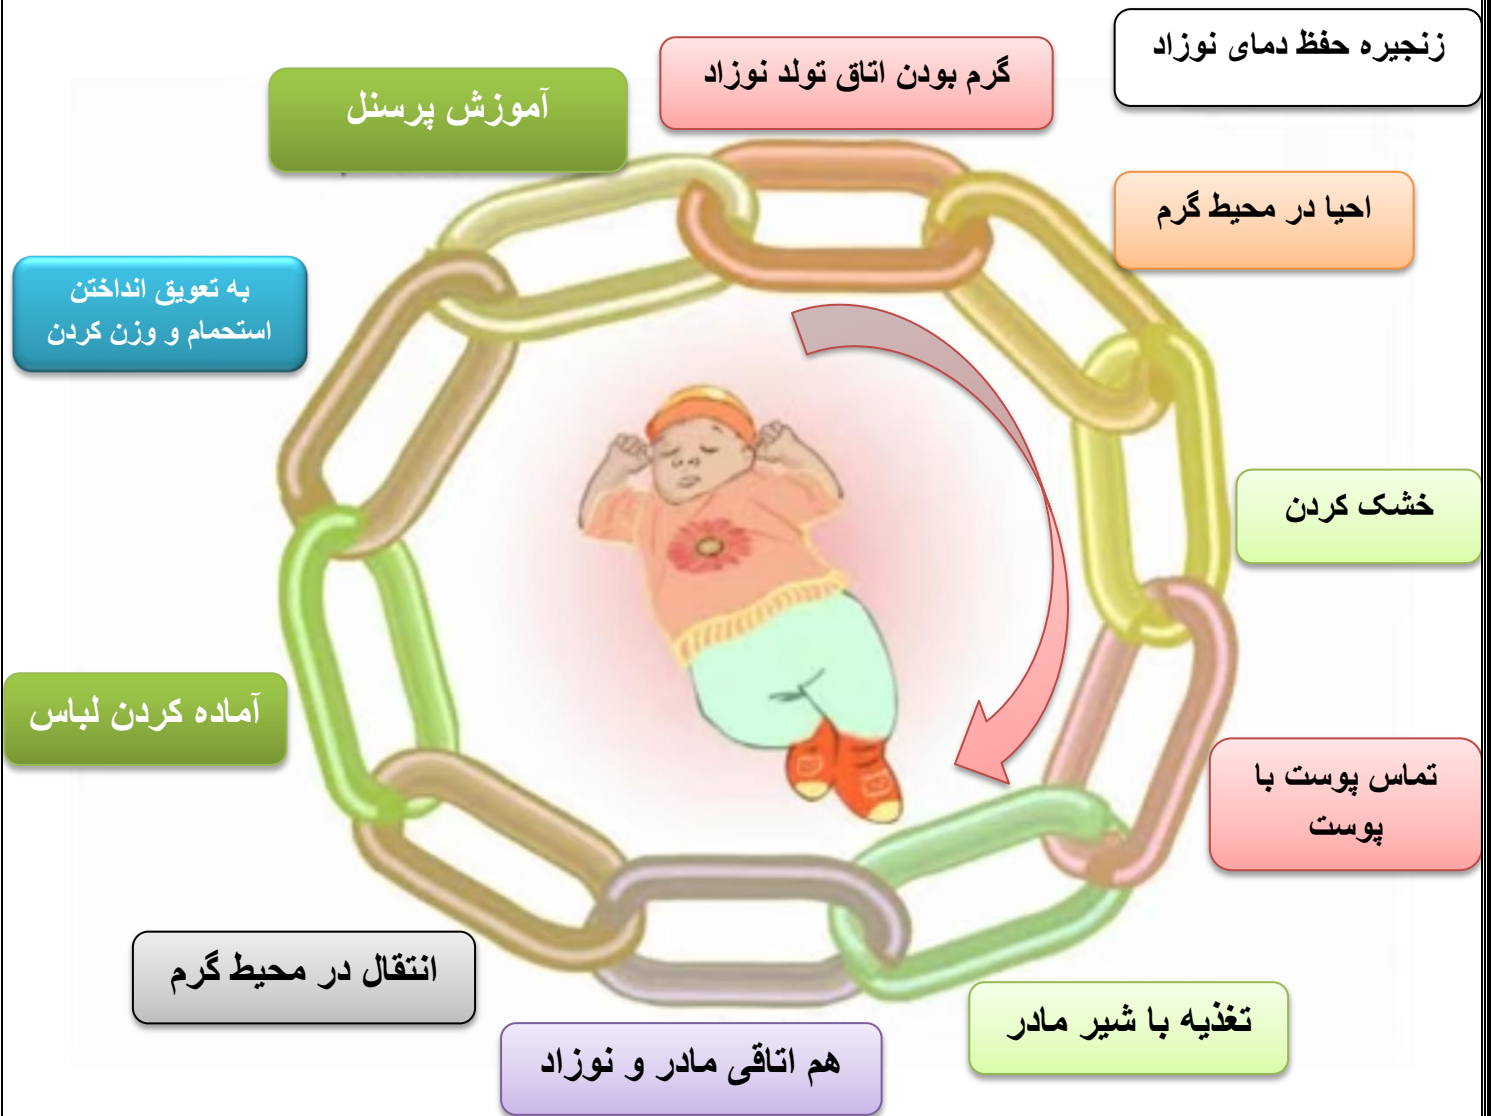 زنجیره حفظ دمای نوزاد
گرم بودن اتاق تولد نوزاد
احیا در محیط گرم
خشک کردن
تماس پوست با
پوست
تغذیه با شیر مادر
هم اتاقی مادر و نوزاد
انتقال در محیط گرم
آماده کردن لباس
به تعویق انداختن
استحمام و وزن کردن
آموزش پرسنل